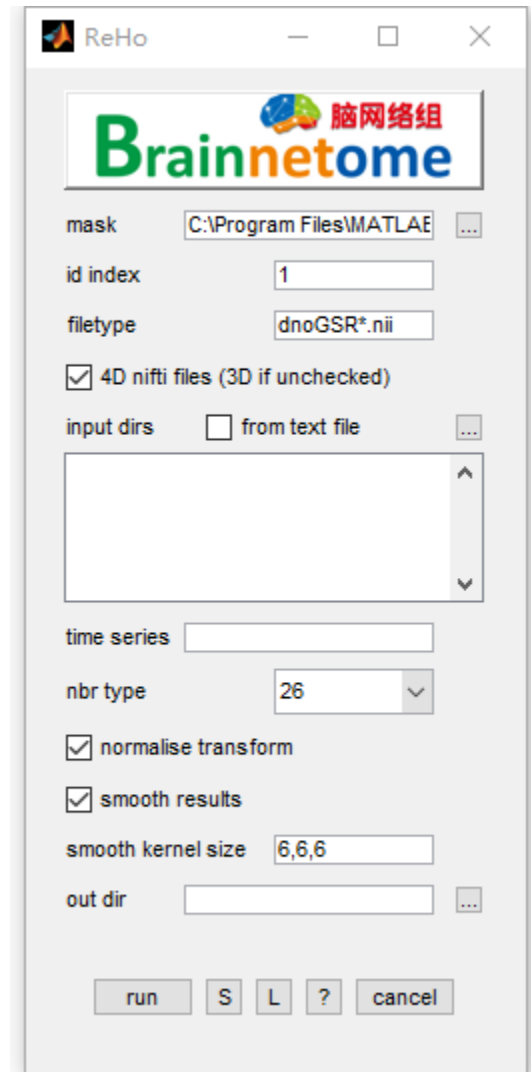 ReHo
脑网络组
Brainnetome
mask C:\Program Files\MATLAB ...
id index 1
filetype dnoGSR*.nii
4D nifti files (3D if unchecked)
input dirs from text file ...
time series
nbr type 26
normalise transform
smooth results
smooth kernel size 6,6,6
out dir ...
run S L ? cancel